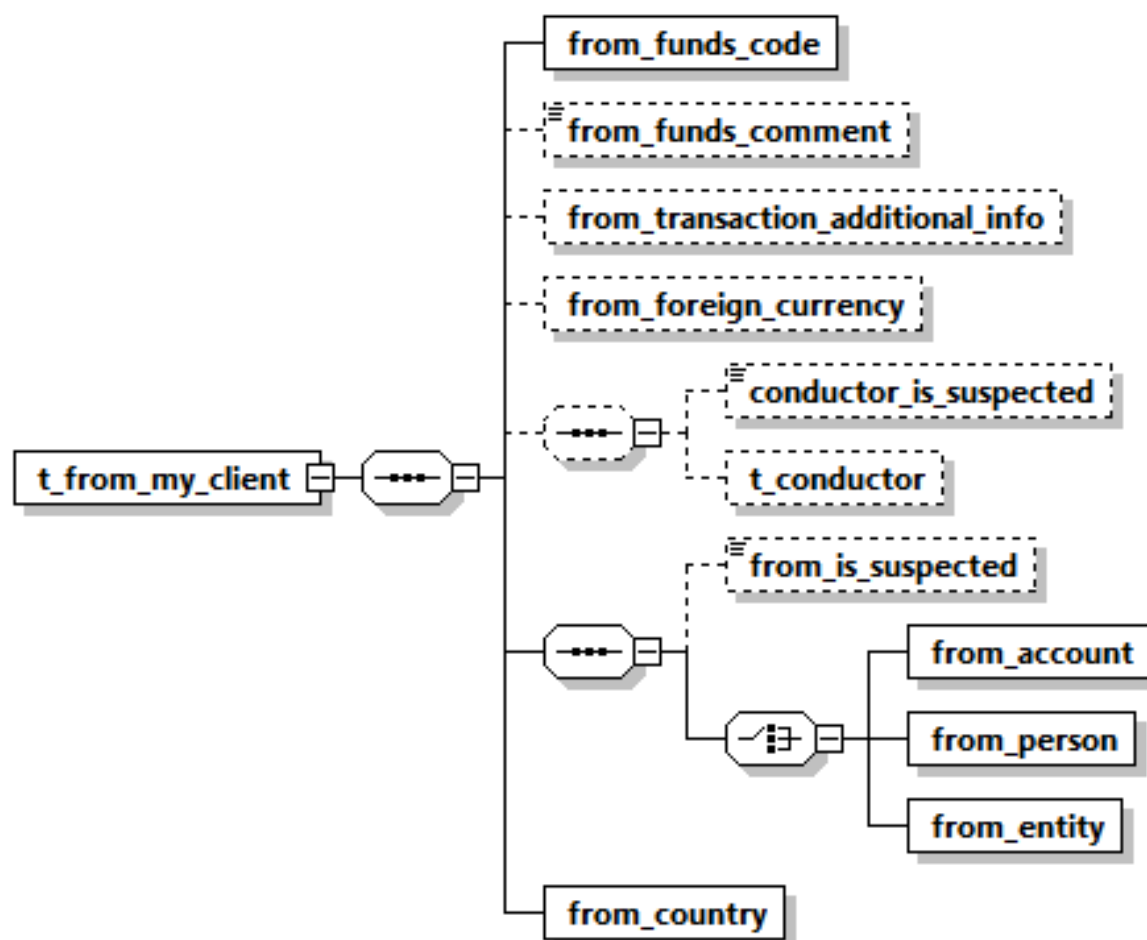 from_funds_code
from_funds_comment
from_transaction_additional_info
from_foreign_currency
conductor_is_suspected
t_from_my_client
t_conductor
from_is_suspected
from_account
from_person
from_entity
from_country